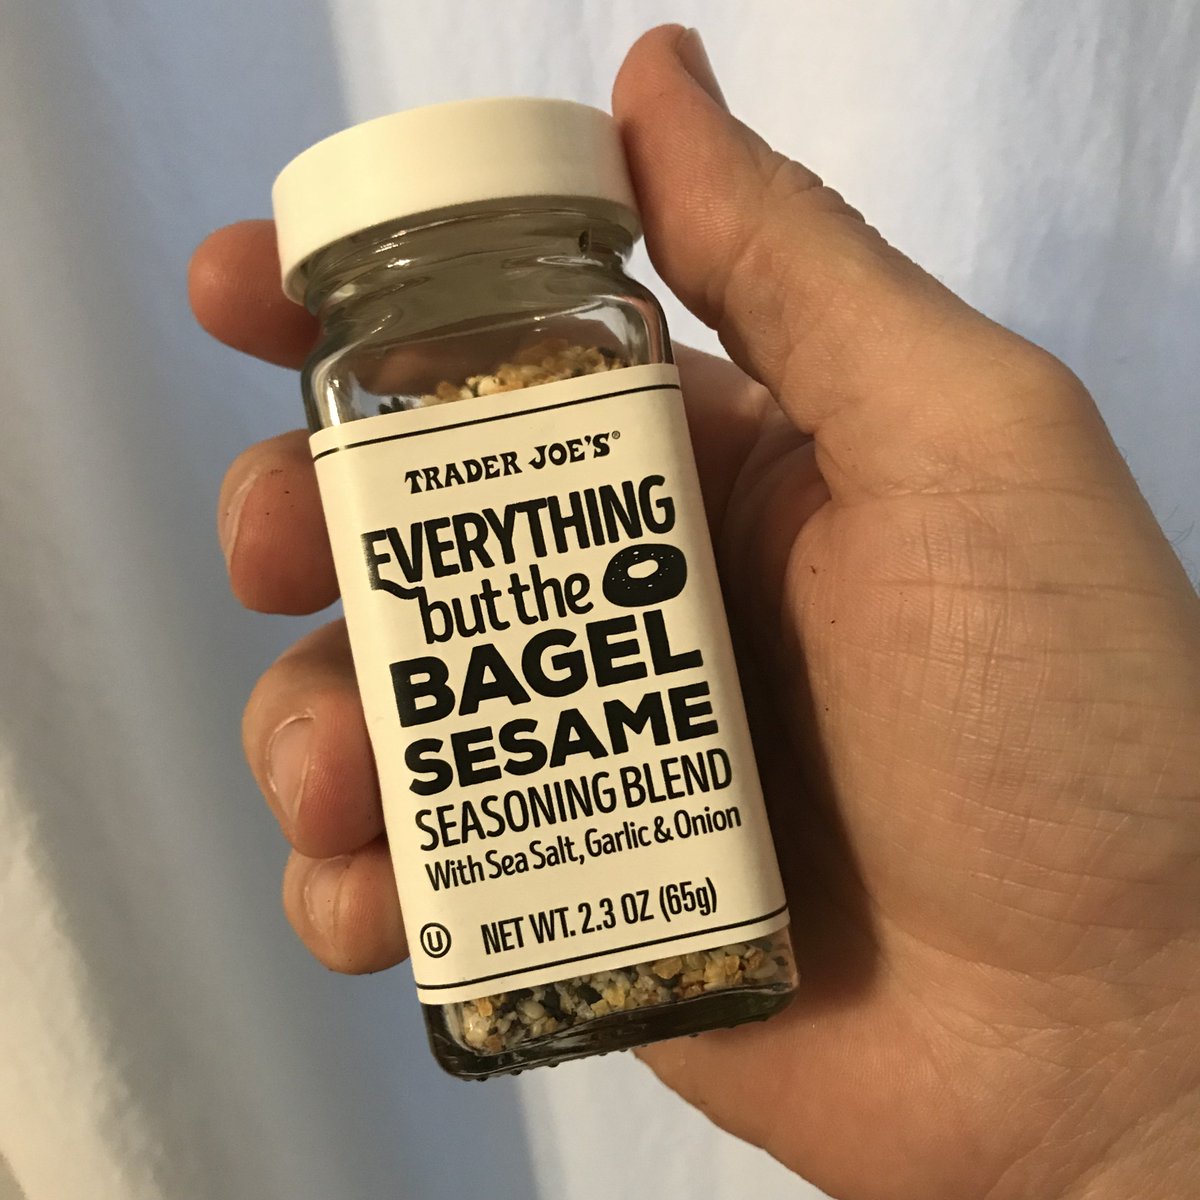 TRADER JOE'S®
EVERYTHING
but the
BAGEL
SESAME
SEASONING BLEND
With Sea Salt, Garlic & Onion
U NET WT. 2.3 OZ (65g)